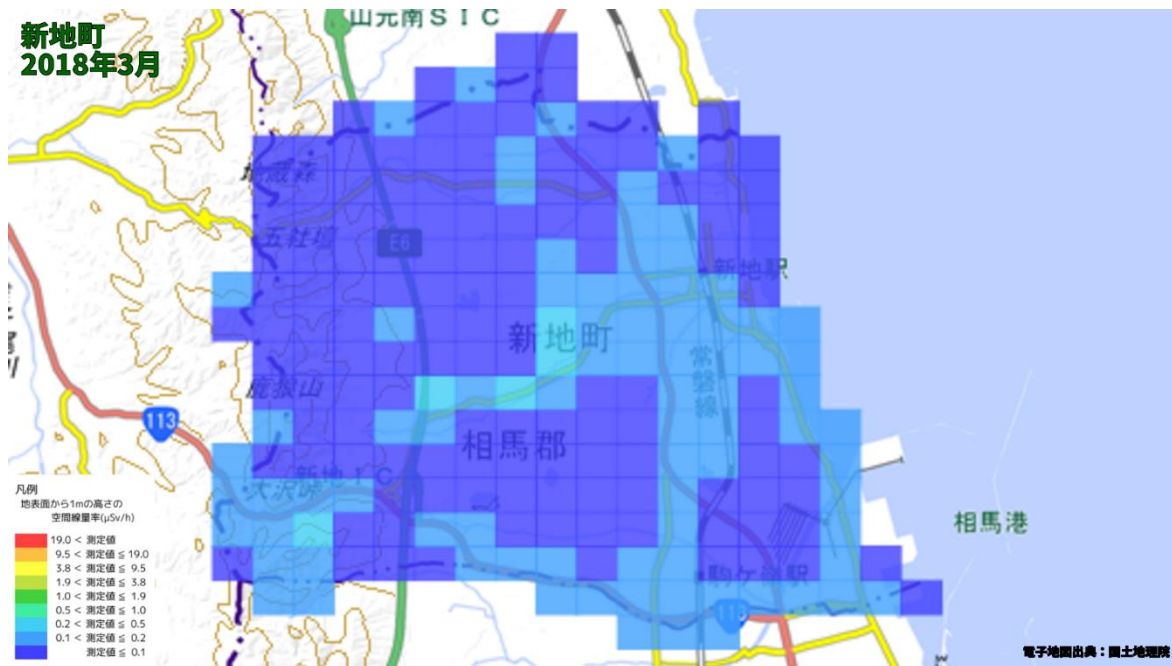 新地町
2018年3月
山元南SIC
地蔵森
五社壇
E6
新地駅
新地町
常磐線
鹿狼山
113
相馬郡
新地IC
大沢峠
相馬港
駒ケ嶺駅
113
凡例
地表面から1mの高さの
空間線量率(μSv/h)
19.0 < 測定値
9.5 < 測定値 ≦ 19.0
3.8 < 測定値 ≦ 9.5
1.9 < 測定値 ≦ 3.8
1.0 < 測定値 ≦ 1.9
0.5 < 測定値 ≦ 1.0
0.2 < 測定値 ≦ 0.5
0.1 < 測定値 ≦ 0.2
測定値 ≦ 0.1
電子地図出典：国土地理院